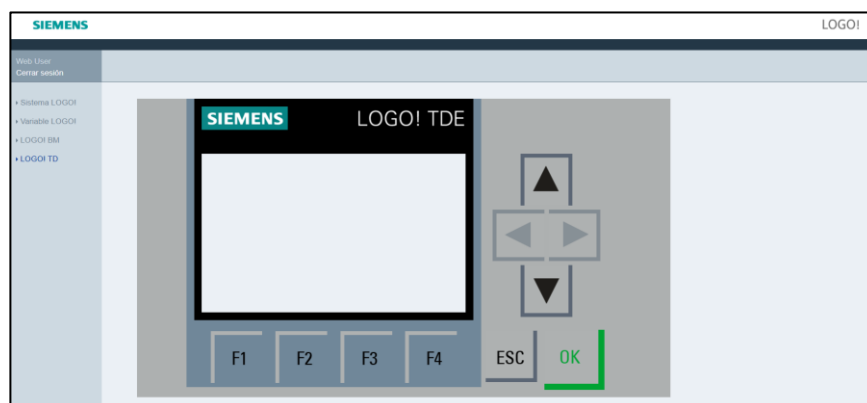 SIEMENS
LOGO!
Web User
Cerrar sesión
Sistema LOGO!
Variable LOGO!
LOGO! BM
LOGO! TD
SIEMENS
LOGO! TDE
F1
F2
F3
F4
ESC
OK